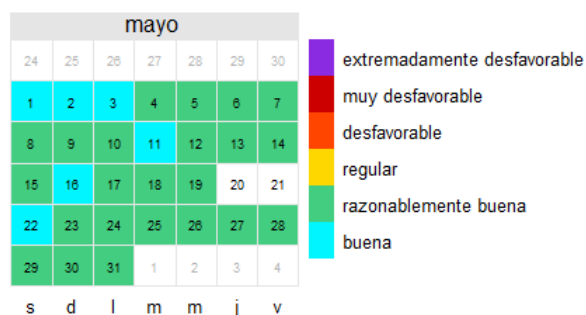 mayo
24 25 26 27 28 29 30
1 2 3 4 5 6 7
8 9 10 11 12 13 14
15 16 17 18 19 20 21
22 23 24 25 26 27 28
29 30 31 1 2 3 4
s d l m m j v
extremadamente desfavorable
muy desfavorable
desfavorable
regular
razonablemente buena
buena